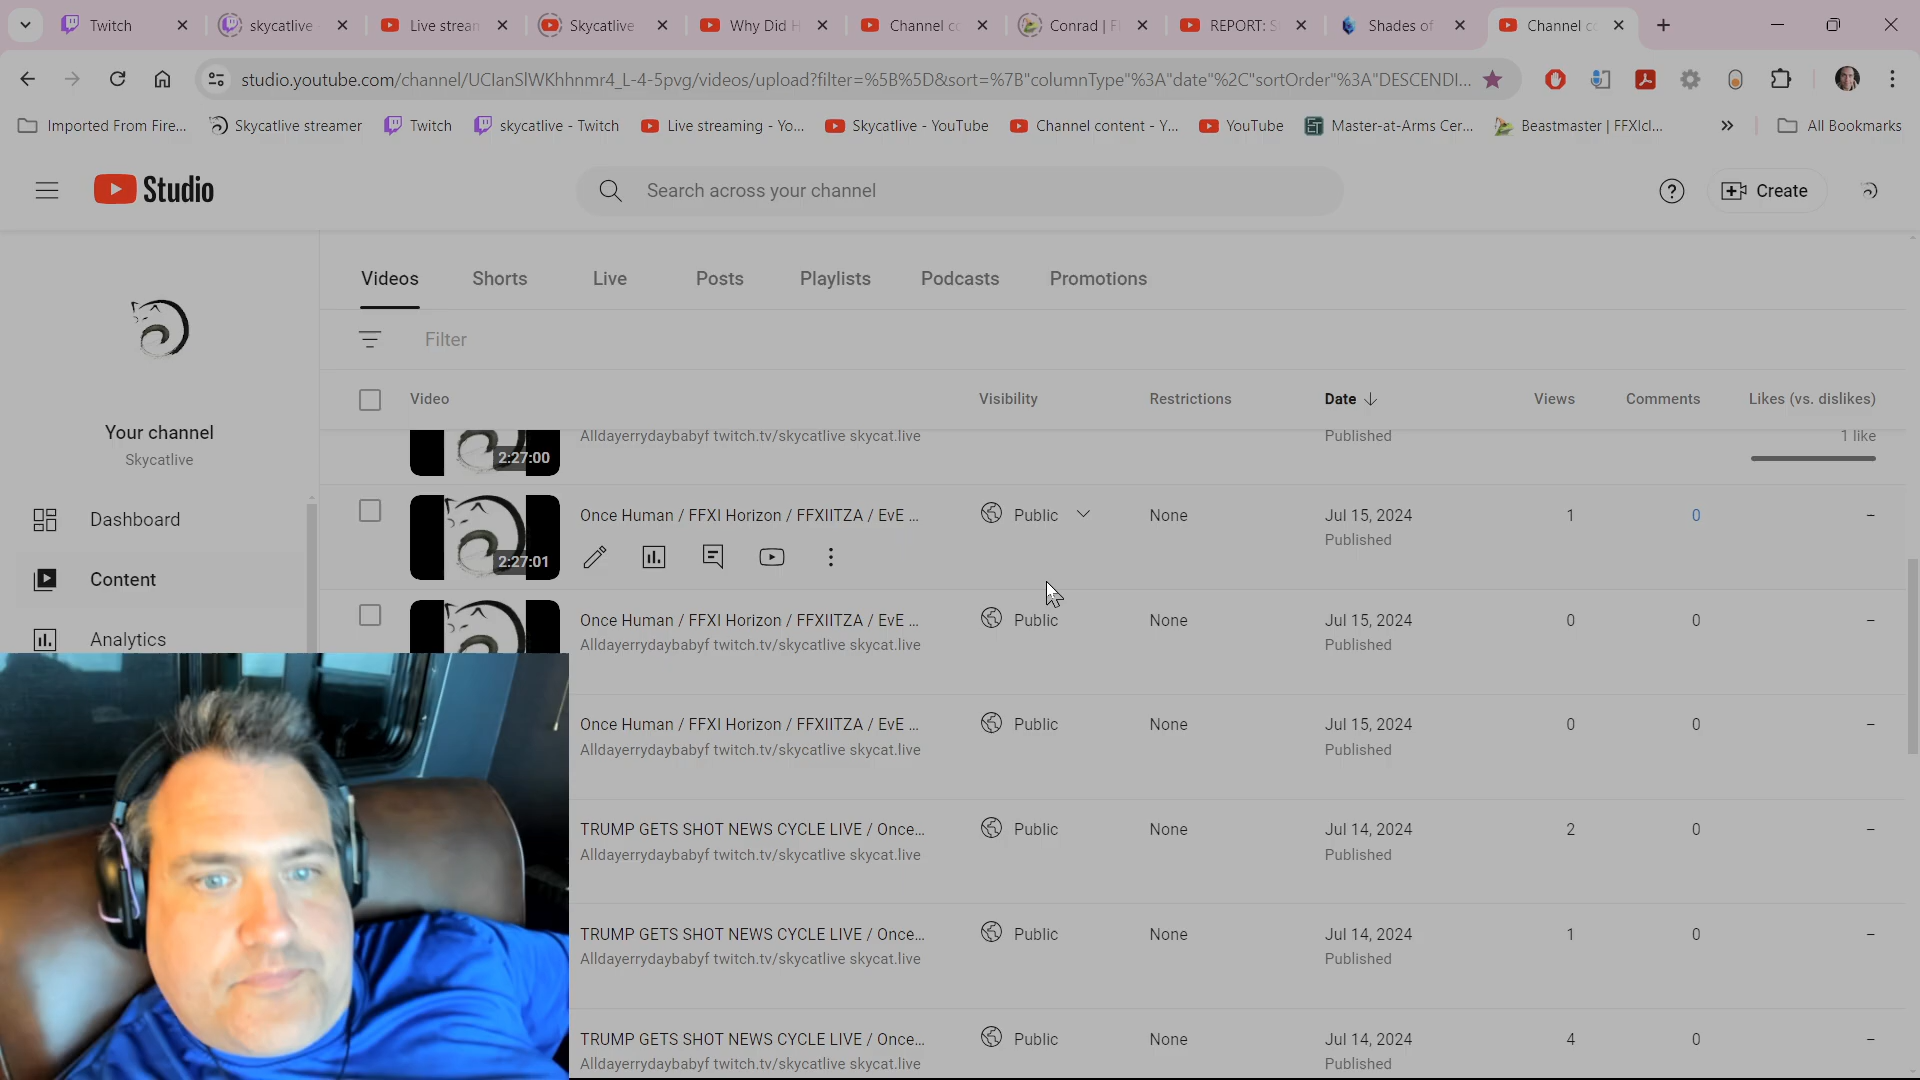 Twitch
skycatlive
Live strean
Skycatlive
Why Did H
Channel co
Conrad | F
REPORT: S
Shades of
Channel co
studio.youtube.com/channel/UCIanSlWKhhnmr4_L-4-5pvg/videos/upload?filter=%5B%5D&sort=%7B"columnType"%3A"date"%2C"sortOrder"%3A"DESCENDI...
Imported From Fire... Skycatlive streamer Twitch skycatlive - Twitch Live streaming - Yo... Skycatlive - YouTube Channel content - Y... YouTube Master-at-Arms Cer... Beastmaster | FFXIcl... » All Bookmarks
Studio
Search across your channel
Create
Videos Shorts Live Posts Playlists Podcasts Promotions
Filter
Video Visibility Restrictions Date Views Comments Likes (vs. dislikes)
Your channel
Skycatlive
Dashboard
Content
Analytics
Alldayerrydaybabyf twitch.tv/skycatlive skycat.live Published 1 like
2:27:00
Once Human / FFXI Horizon / FFXIITZA / EvE ... Public None Jul 15, 2024 1 0 –
Published
2:27:01
Once Human / FFXI Horizon / FFXIITZA / EvE ... Public None Jul 15, 2024 0 0 –
Alldayerrydaybabyf twitch.tv/skycatlive skycat.live Published
Once Human / FFXI Horizon / FFXIITZA / EvE ... Public None Jul 15, 2024 0 0 –
Alldayerrydaybabyf twitch.tv/skycatlive skycat.live Published
TRUMP GETS SHOT NEWS CYCLE LIVE / Once... Public None Jul 14, 2024 2 0 –
Alldayerrydaybabyf twitch.tv/skycatlive skycat.live Published
TRUMP GETS SHOT NEWS CYCLE LIVE / Once... Public None Jul 14, 2024 1 0 –
Alldayerrydaybabyf twitch.tv/skycatlive skycat.live Published
TRUMP GETS SHOT NEWS CYCLE LIVE / Once... Public None Jul 14, 2024 4 0 –
Alldayerrydaybabyf twitch.tv/skycatlive skycat.live Published